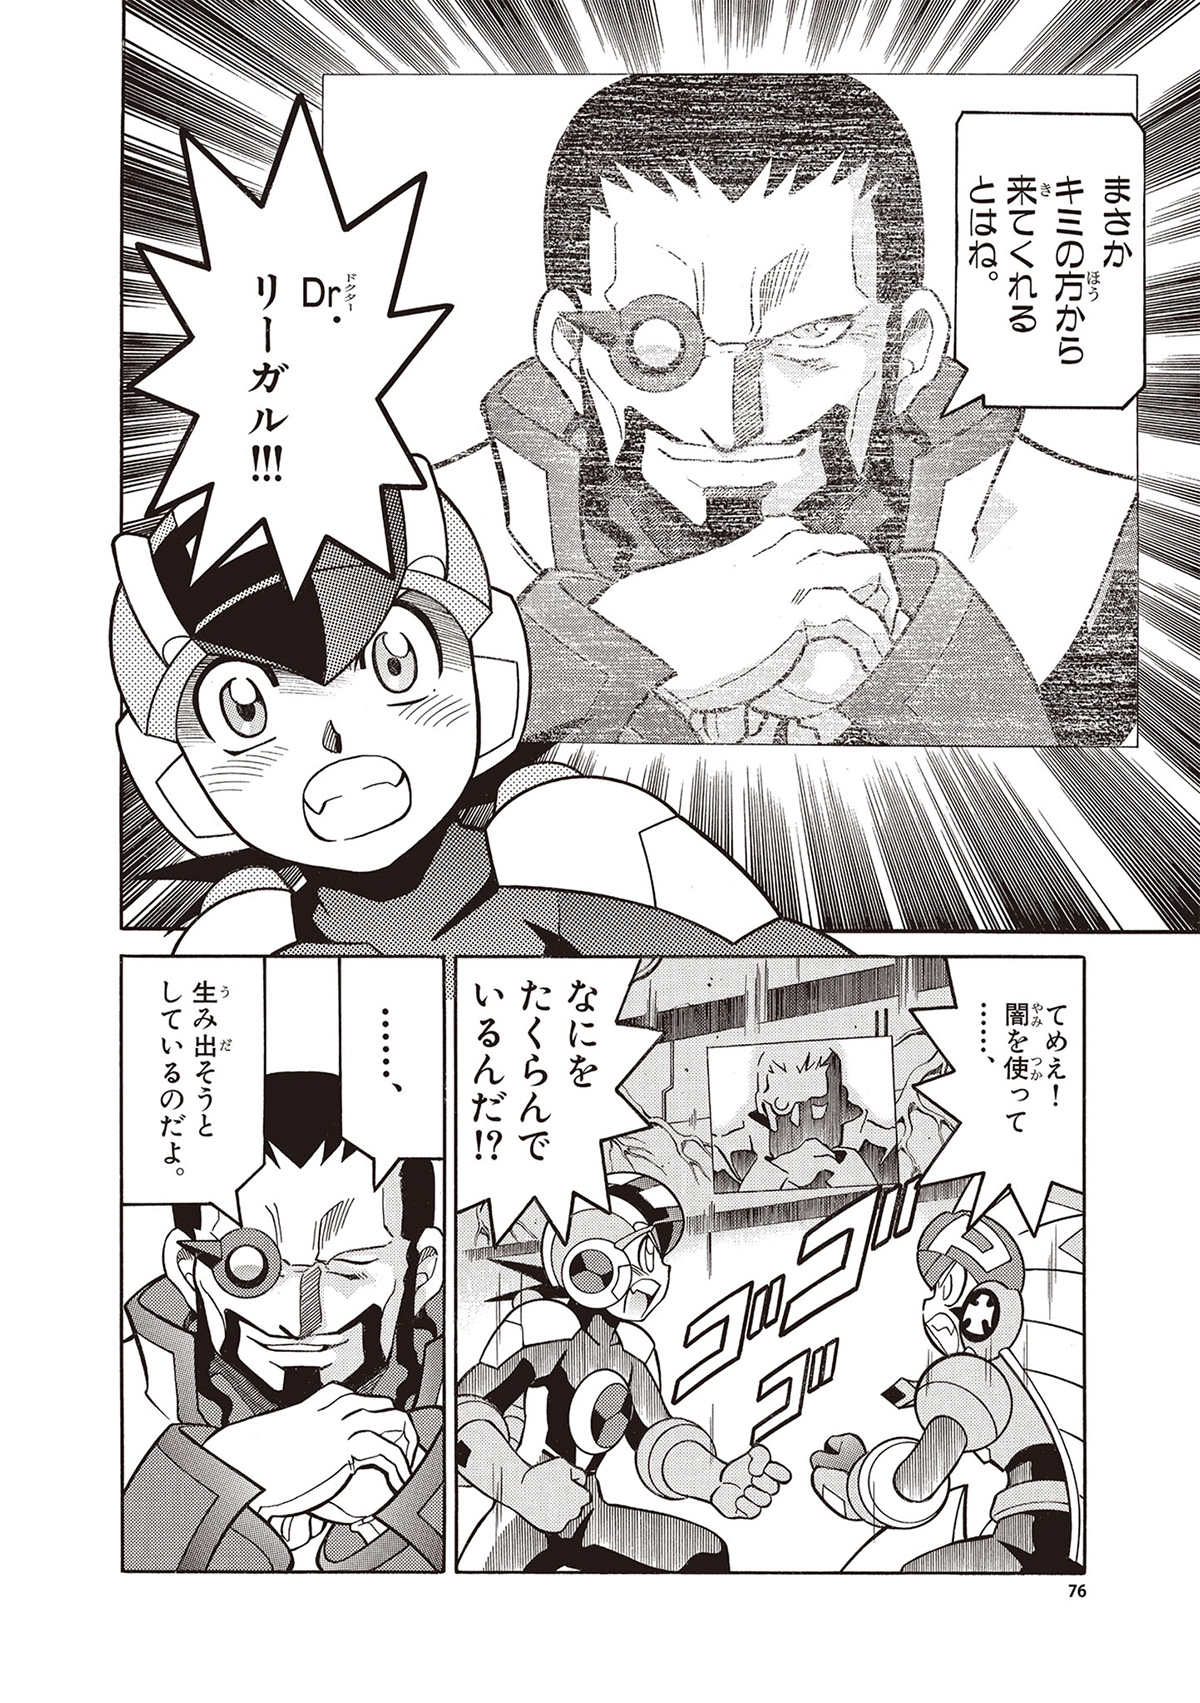 まさか
キミの方から
来てくれる
とはね。
Dr.
リーガル!!!
てめえ!
闇を使って
……、
なにを
たくらんで
いるんだ!?
ゴゴゴゴ
……、
生み出そうと
しているのだよ。
76